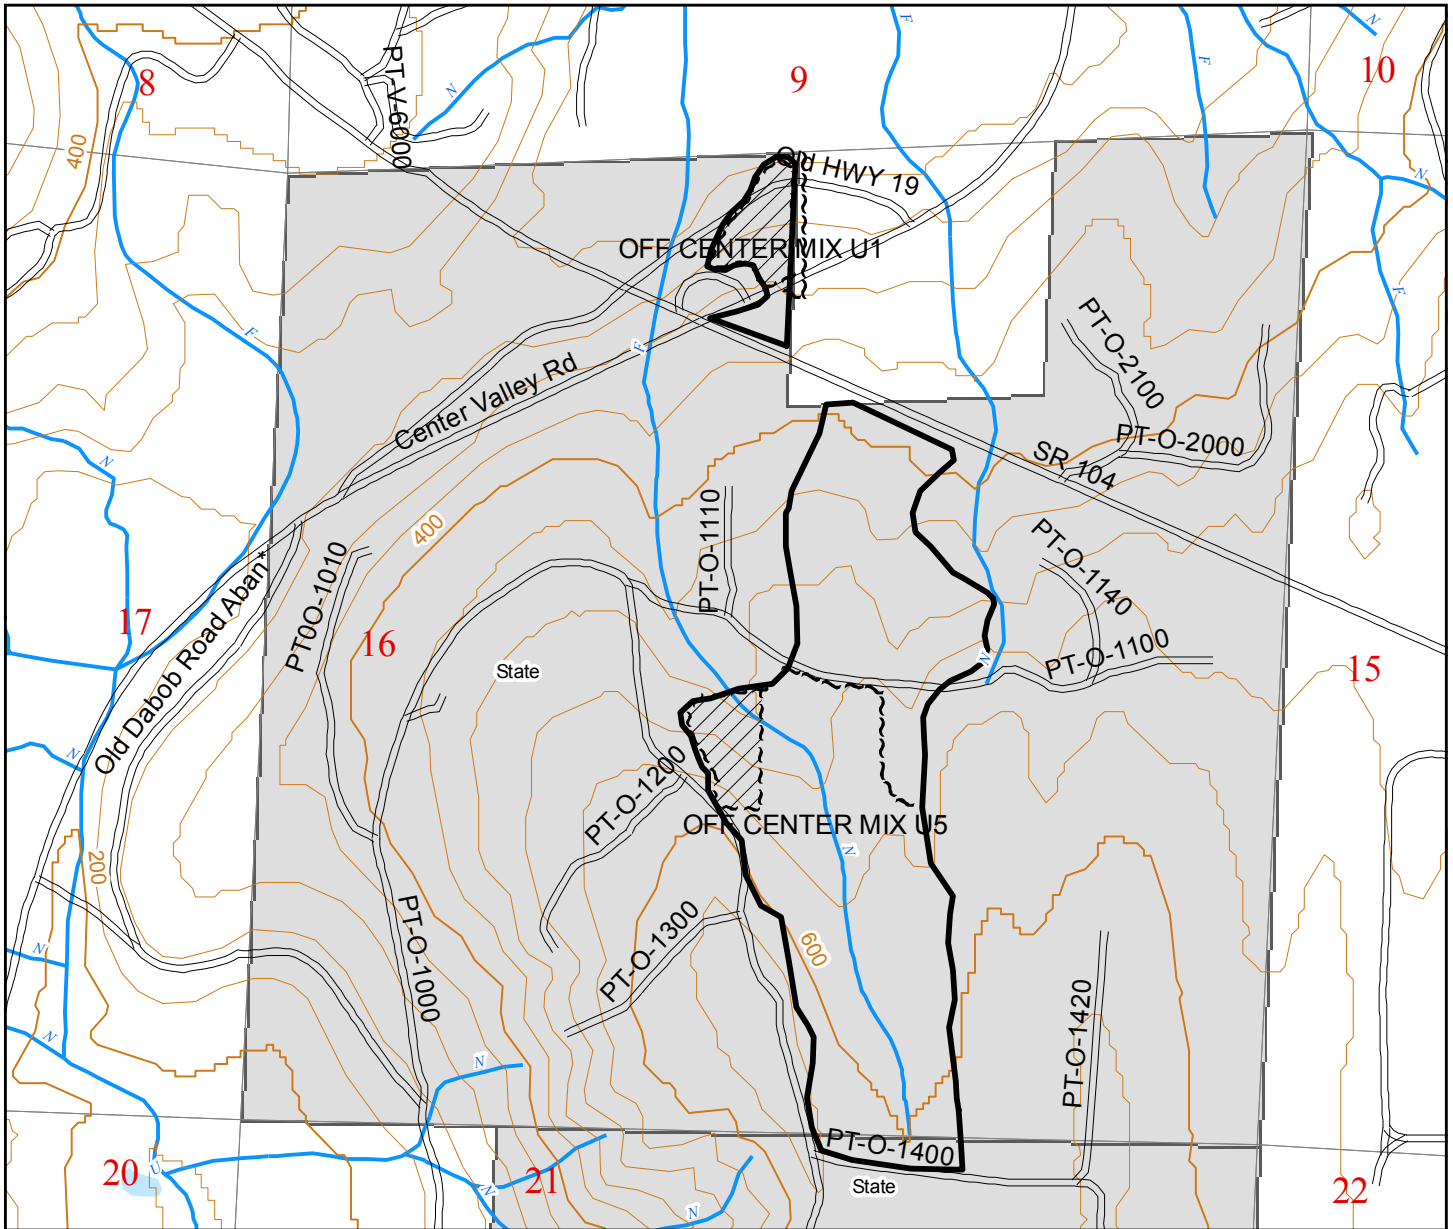 8
9
10
PT-V-6000
N
F
F
N
400
Old HWY 19
N
OFF CENTER MIX U1
F
F
F
PT-O-2100
Center Valley Rd
PT-O-2000
SR 104
N
400
PT-O-1110
PT-O-1140
PT0O-1010
Old Dabob Road Aban*
17
16
State
N
PT-O-1100
15
N
PT-O-1200
OFF CENTER MIX U5
N
200
PT-O-1300
600
PT-O-1000
N
PT-O-1420
N
N
PT-O-1400
20
U
21
N
State
22
N